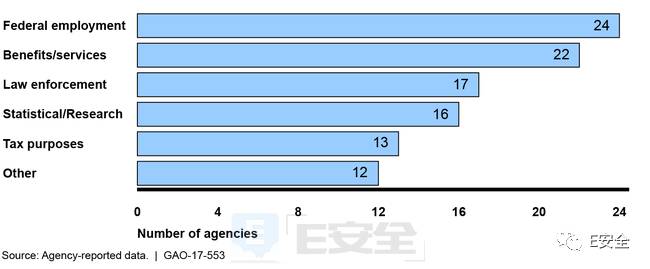 Federal employment 24
Benefits/services 22
Law enforcement 17
Statistical/Research 16
Tax purposes 13
Other 12
0 4 8 12 16 20 24
Number of agencies
E安全
E安全
Source: Agency-reported data. | GAO-17-553